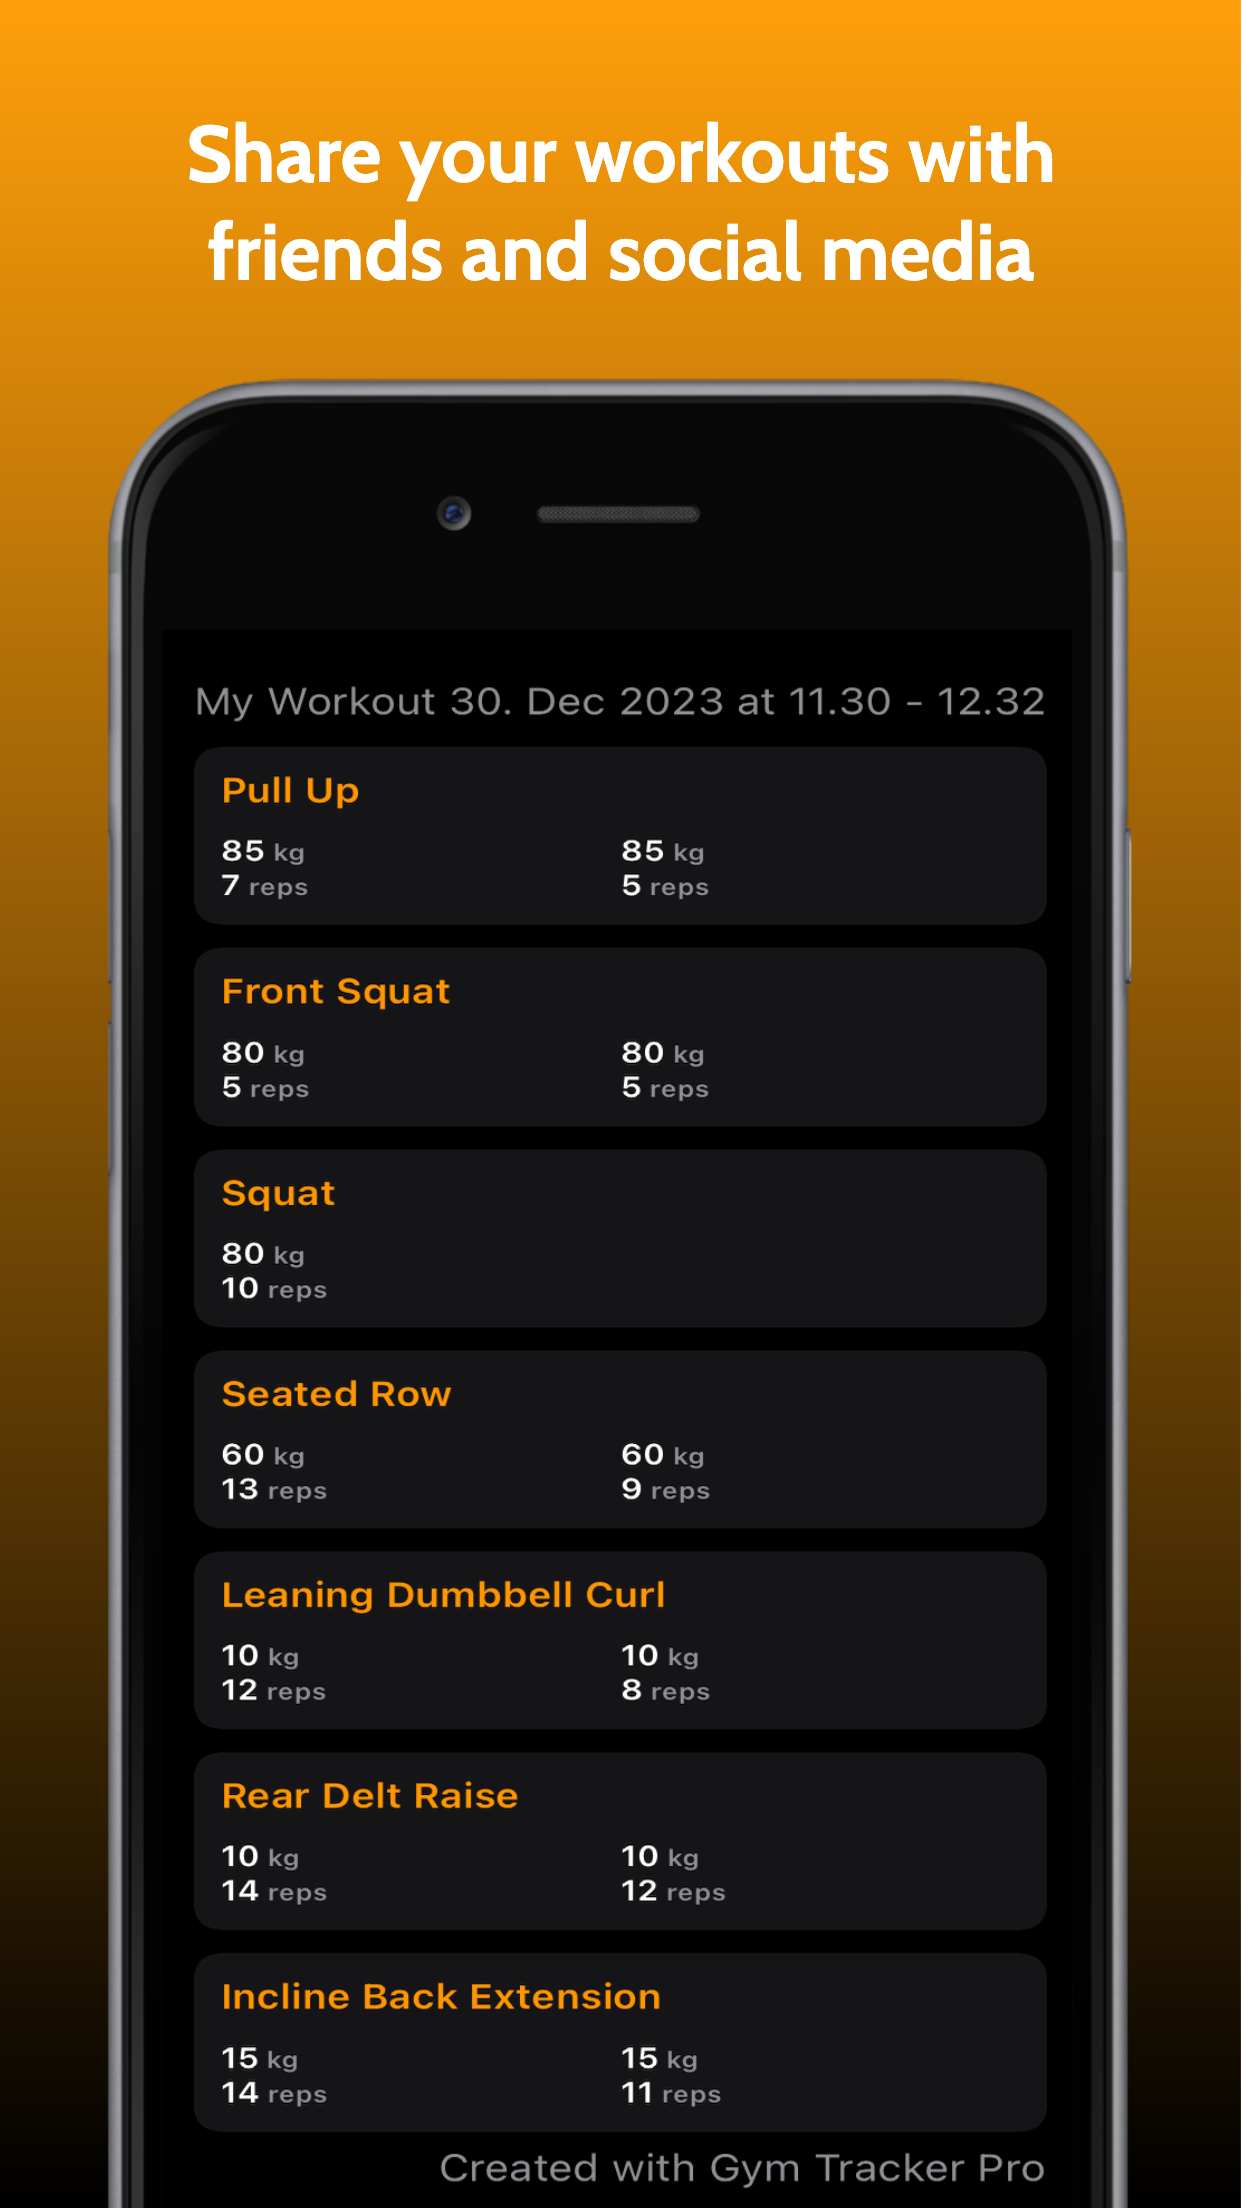 Share your workouts with
friends and social media
My Workout 30. Dec 2023 at 11.30 - 12.32
Pull Up
85 kg 85 kg
7 reps 5 reps
Front Squat
80 kg 80 kg
5 reps 5 reps
Squat
80 kg
10 reps
Seated Row
60 kg 60 kg
13 reps 9 reps
Leaning Dumbbell Curl
10 kg 10 kg
12 reps 8 reps
Rear Delt Raise
10 kg 10 kg
14 reps 12 reps
Incline Back Extension
15 kg 15 kg
14 reps 11 reps
Created with Gym Tracker Pro